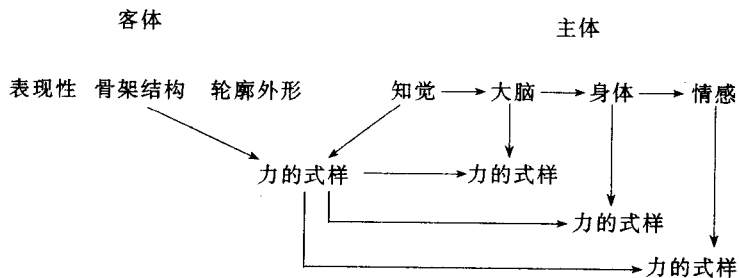 客体
主体
表现性 骨架结构 轮廓外形 知觉 大脑 身体 情感
力的式样 力的式样
力的式样
力的式样